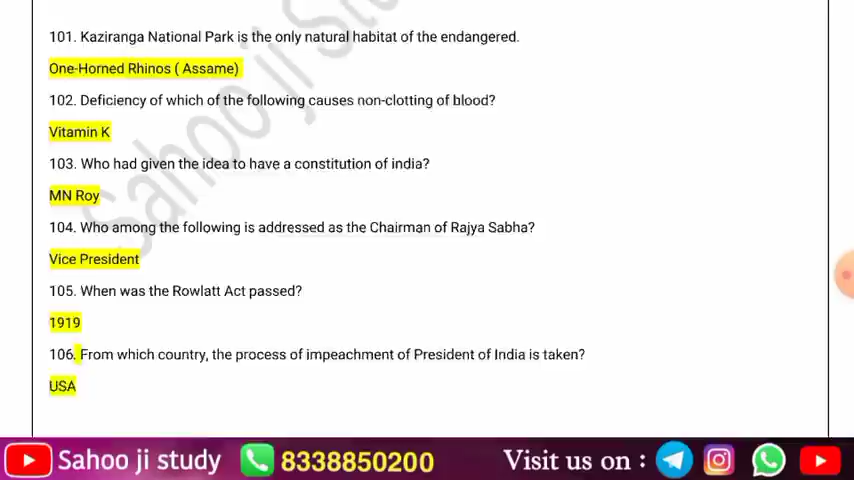 101. Kaziranga National Park is the only natural habitat of the endangered.
One-Horned Rhinos ( Assame)
102. Deficiency of which of the following causes non-clotting of blood?
Vitamin K
103. Who had given the idea to have a constitution of india?
MN Roy
104. Who among the following is addressed as the Chairman of Rajya Sabha?
Vice President
105. When was the Rowlatt Act passed?
1919
106. From which country, the process of impeachment of President of India is taken?
USA
Sahoo ji Stu
Sahoo ji study 8338850200 Visit us on :